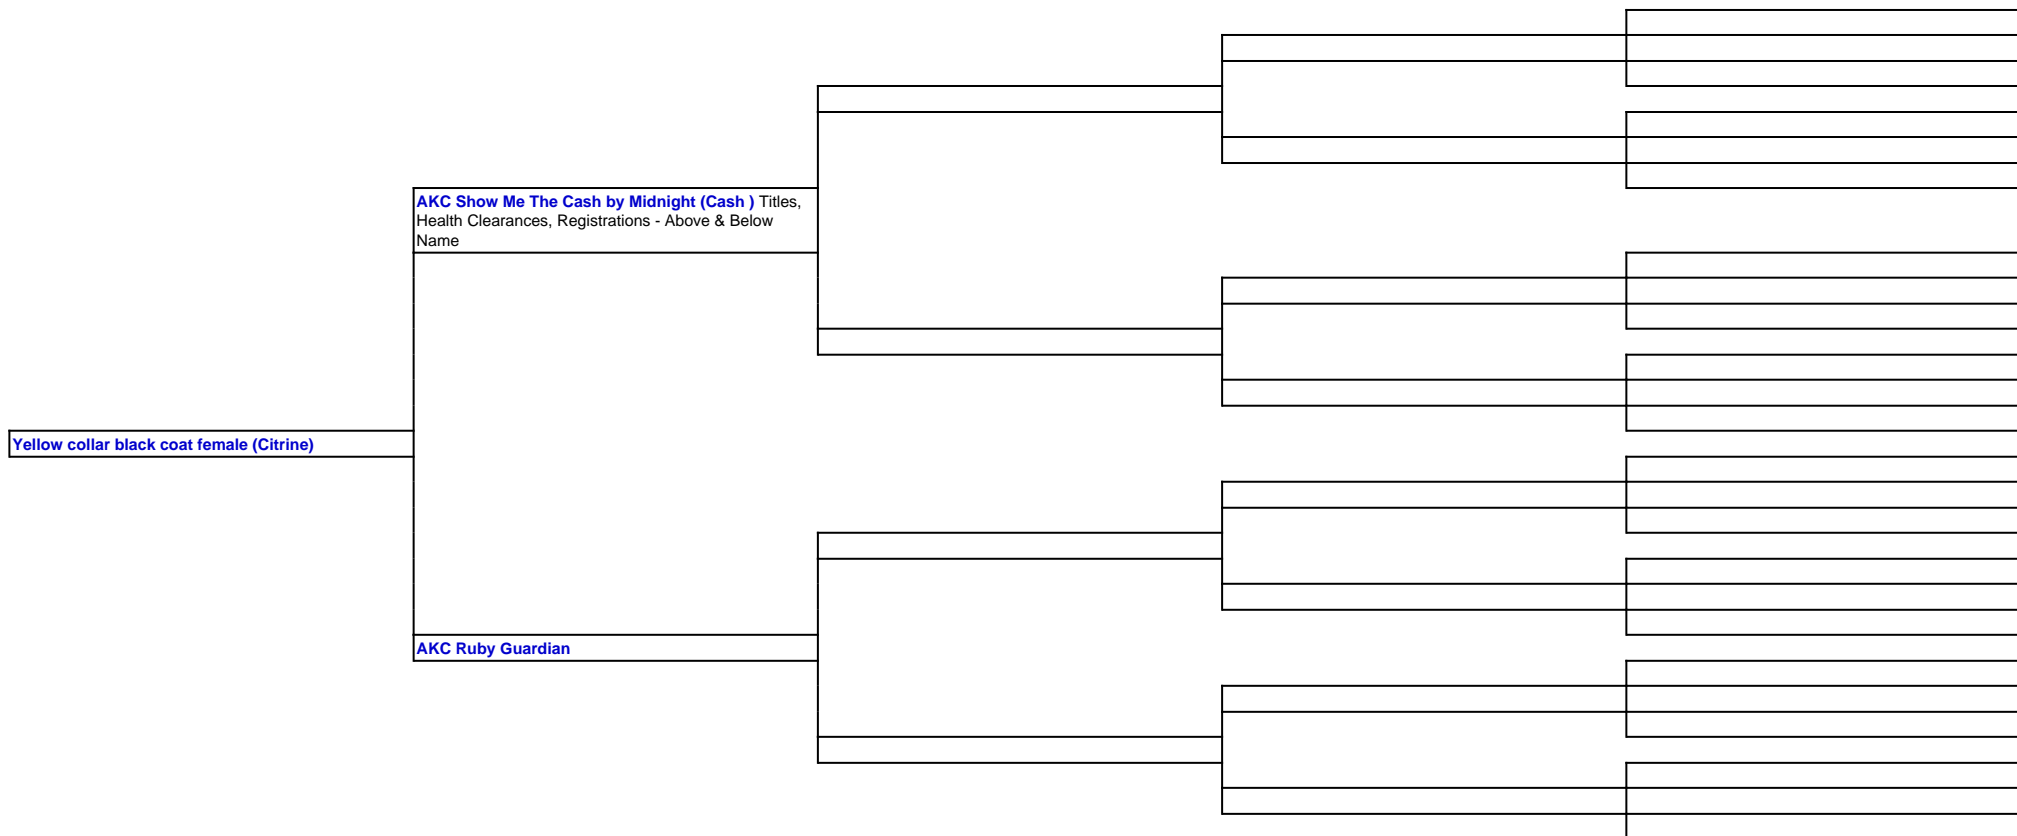 AKC Show Me The Cash by Midnight (Cash ) Titles,
Health Clearances, Registrations - Above & Below
Name
Yellow collar black coat female (Citrine)
AKC Ruby Guardian